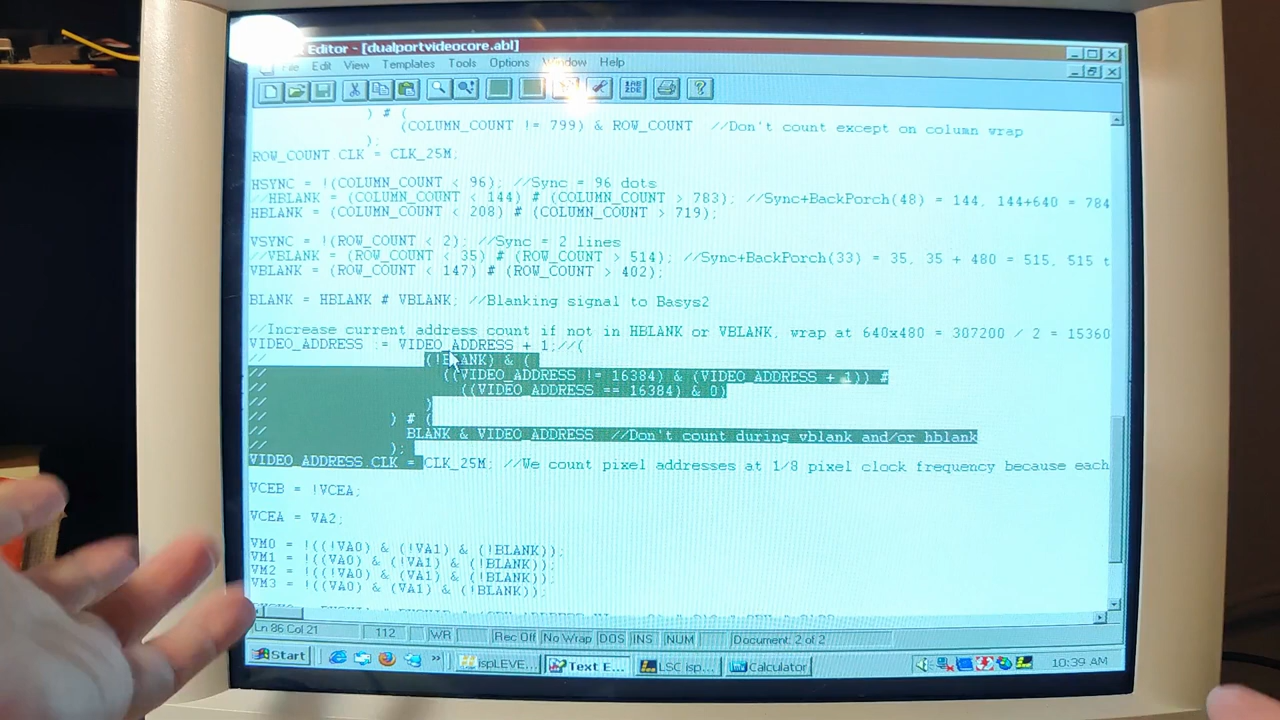 Editor - [dualportvideocore.abl]
File Edit View Templates Tools Options Window Help
) # (
(COLUMN_COUNT != 799) & ROW_COUNT //Don't count except on column wrap
);
ROW_COUNT.CLK = CLK_25M;
HSYNC = !(COLUMN_COUNT < 96); //Sync = 96 dots
//HBLANK = (COLUMN_COUNT < 144) # (COLUMN_COUNT > 783); //Sync+BackPorch(48) = 144, 144+640 = 784
HBLANK = (COLUMN_COUNT < 208) # (COLUMN_COUNT > 719);
VSYNC = !(ROW_COUNT < 2); //Sync = 2 lines
//VBLANK = (ROW_COUNT < 35) # (ROW_COUNT > 514); //Sync+BackPorch(33) = 35, 35 + 480 = 515, 515 t
VBLANK = (ROW_COUNT < 147) # (ROW_COUNT > 402);
BLANK = HBLANK # VBLANK; //Blanking signal to Basys2
//Increase current address count if not in HBLANK or VBLANK, wrap at 640x480 = 307200 / 2 = 15360
VIDEO_ADDRESS := VIDEO_ADDRESS + 1;//(
// (!BLANK) & (
// ((VIDEO_ADDRESS != 16384) & (VIDEO_ADDRESS + 1)) #
// ((VIDEO_ADDRESS == 16384) & 0)
// )
// ) # (
// BLANK & VIDEO_ADDRESS //Don't count during vblank and/or hblank
// );
VIDEO_ADDRESS.CLK = CLK_25M; //We count pixel addresses at 1/8 pixel clock frequency because each
VCEB = !VCEA;
VCEA = VA2;
VM0 = !((!VA0) & (!VA1) & (!BLANK));
VM1 = !((VA0) & (!VA1) & (!BLANK));
VM2 = !((!VA0) & (VA1) & (!BLANK));
VM3 = !((VA0) & (VA1) & (!BLANK));
Ln 86 Col 21 112 WR Rec Off No Wrap DOS INS NUM Document: 2 of 2
Start ispLEVE... Text E... LSC isp... Calculator 10:39 AM